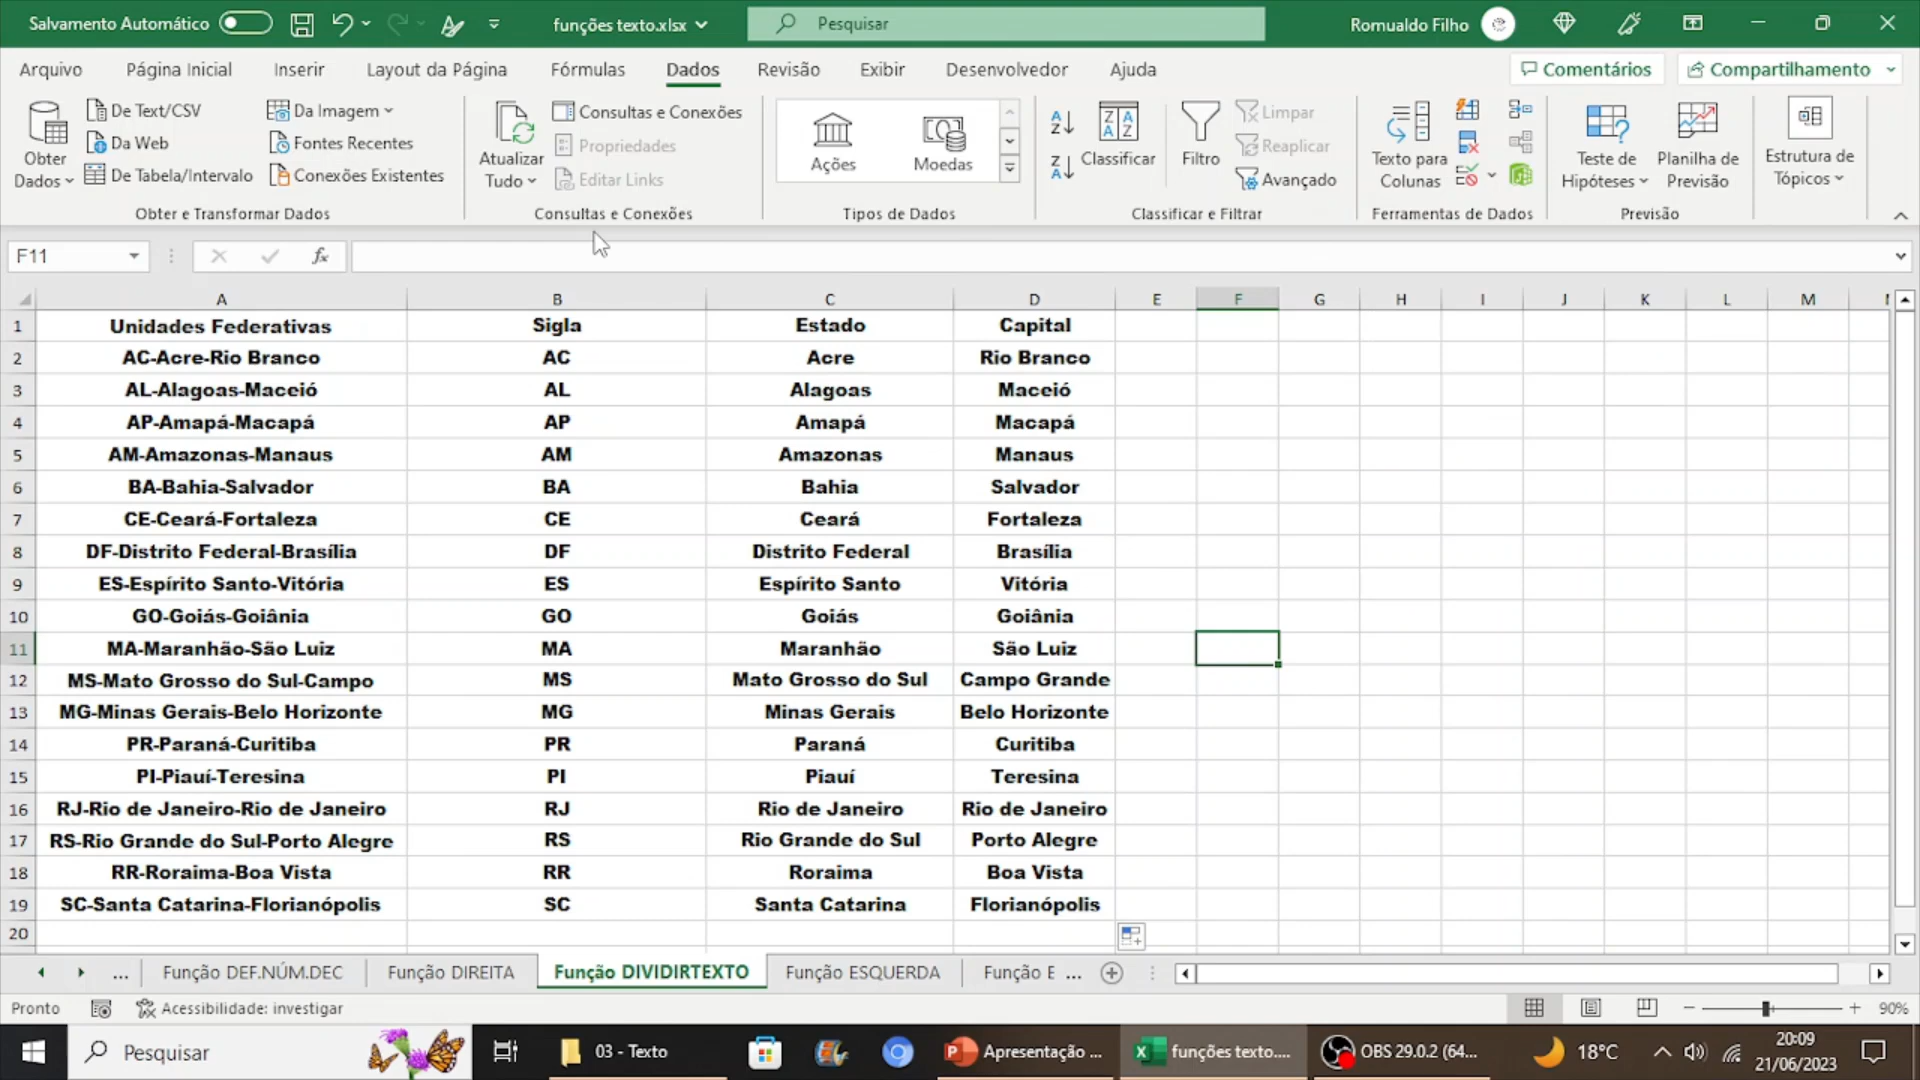 Salvamento Automático
funções texto.xlsx
Pesquisar
Romualdo Filho
Arquivo Página Inicial Inserir Layout da Página Fórmulas Dados Revisão Exibir Desenvolvedor Ajuda
Comentários Compartilhamento
Obter Dados
De Text/CSV
Da Web
De Tabela/Intervalo
Da Imagem
Fontes Recentes
Conexões Existentes
Obter e Transformar Dados
Atualizar Tudo
Consultas e Conexões
Propriedades
Editar Links
Consultas e Conexões
Ações Moedas
Tipos de Dados
Classificar
Filtro
Limpar
Reaplicar
Avançado
Classificar e Filtrar
Texto para Colunas
Ferramentas de Dados
Teste de Hipóteses
Planilha de Previsão
Previsão
Estrutura de Tópicos
F11 fx
A B C D E F G H I J K L M
1 Unidades Federativas Sigla Estado Capital
2 AC-Acre-Rio Branco AC Acre Rio Branco
3 AL-Alagoas-Maceió AL Alagoas Maceió
4 AP-Amapá-Macapá AP Amapá Macapá
5 AM-Amazonas-Manaus AM Amazonas Manaus
6 BA-Bahia-Salvador BA Bahia Salvador
7 CE-Ceará-Fortaleza CE Ceará Fortaleza
8 DF-Distrito Federal-Brasília DF Distrito Federal Brasília
9 ES-Espírito Santo-Vitória ES Espírito Santo Vitória
10 GO-Goiás-Goiânia GO Goiás Goiânia
11 MA-Maranhão-São Luiz MA Maranhão São Luiz
12 MS-Mato Grosso do Sul-Campo MS Mato Grosso do Sul Campo Grande
13 MG-Minas Gerais-Belo Horizonte MG Minas Gerais Belo Horizonte
14 PR-Paraná-Curitiba PR Paraná Curitiba
15 PI-Piauí-Teresina PI Piauí Teresina
16 RJ-Rio de Janeiro-Rio de Janeiro RJ Rio de Janeiro Rio de Janeiro
17 RS-Rio Grande do Sul-Porto Alegre RS Rio Grande do Sul Porto Alegre
18 RR-Roraima-Boa Vista RR Roraima Boa Vista
19 SC-Santa Catarina-Florianópolis SC Santa Catarina Florianópolis
20
... Função DEF.NÚM.DEC Função DIREITA Função DIVIDIRTEXTO Função ESQUERDA Função E ...
Pronto Acessibilidade: investigar 90%
Pesquisar 03 - Texto Apresentação ... funções texto.... OBS 29.0.2 (64... 18°C 20:09
21/06/2023